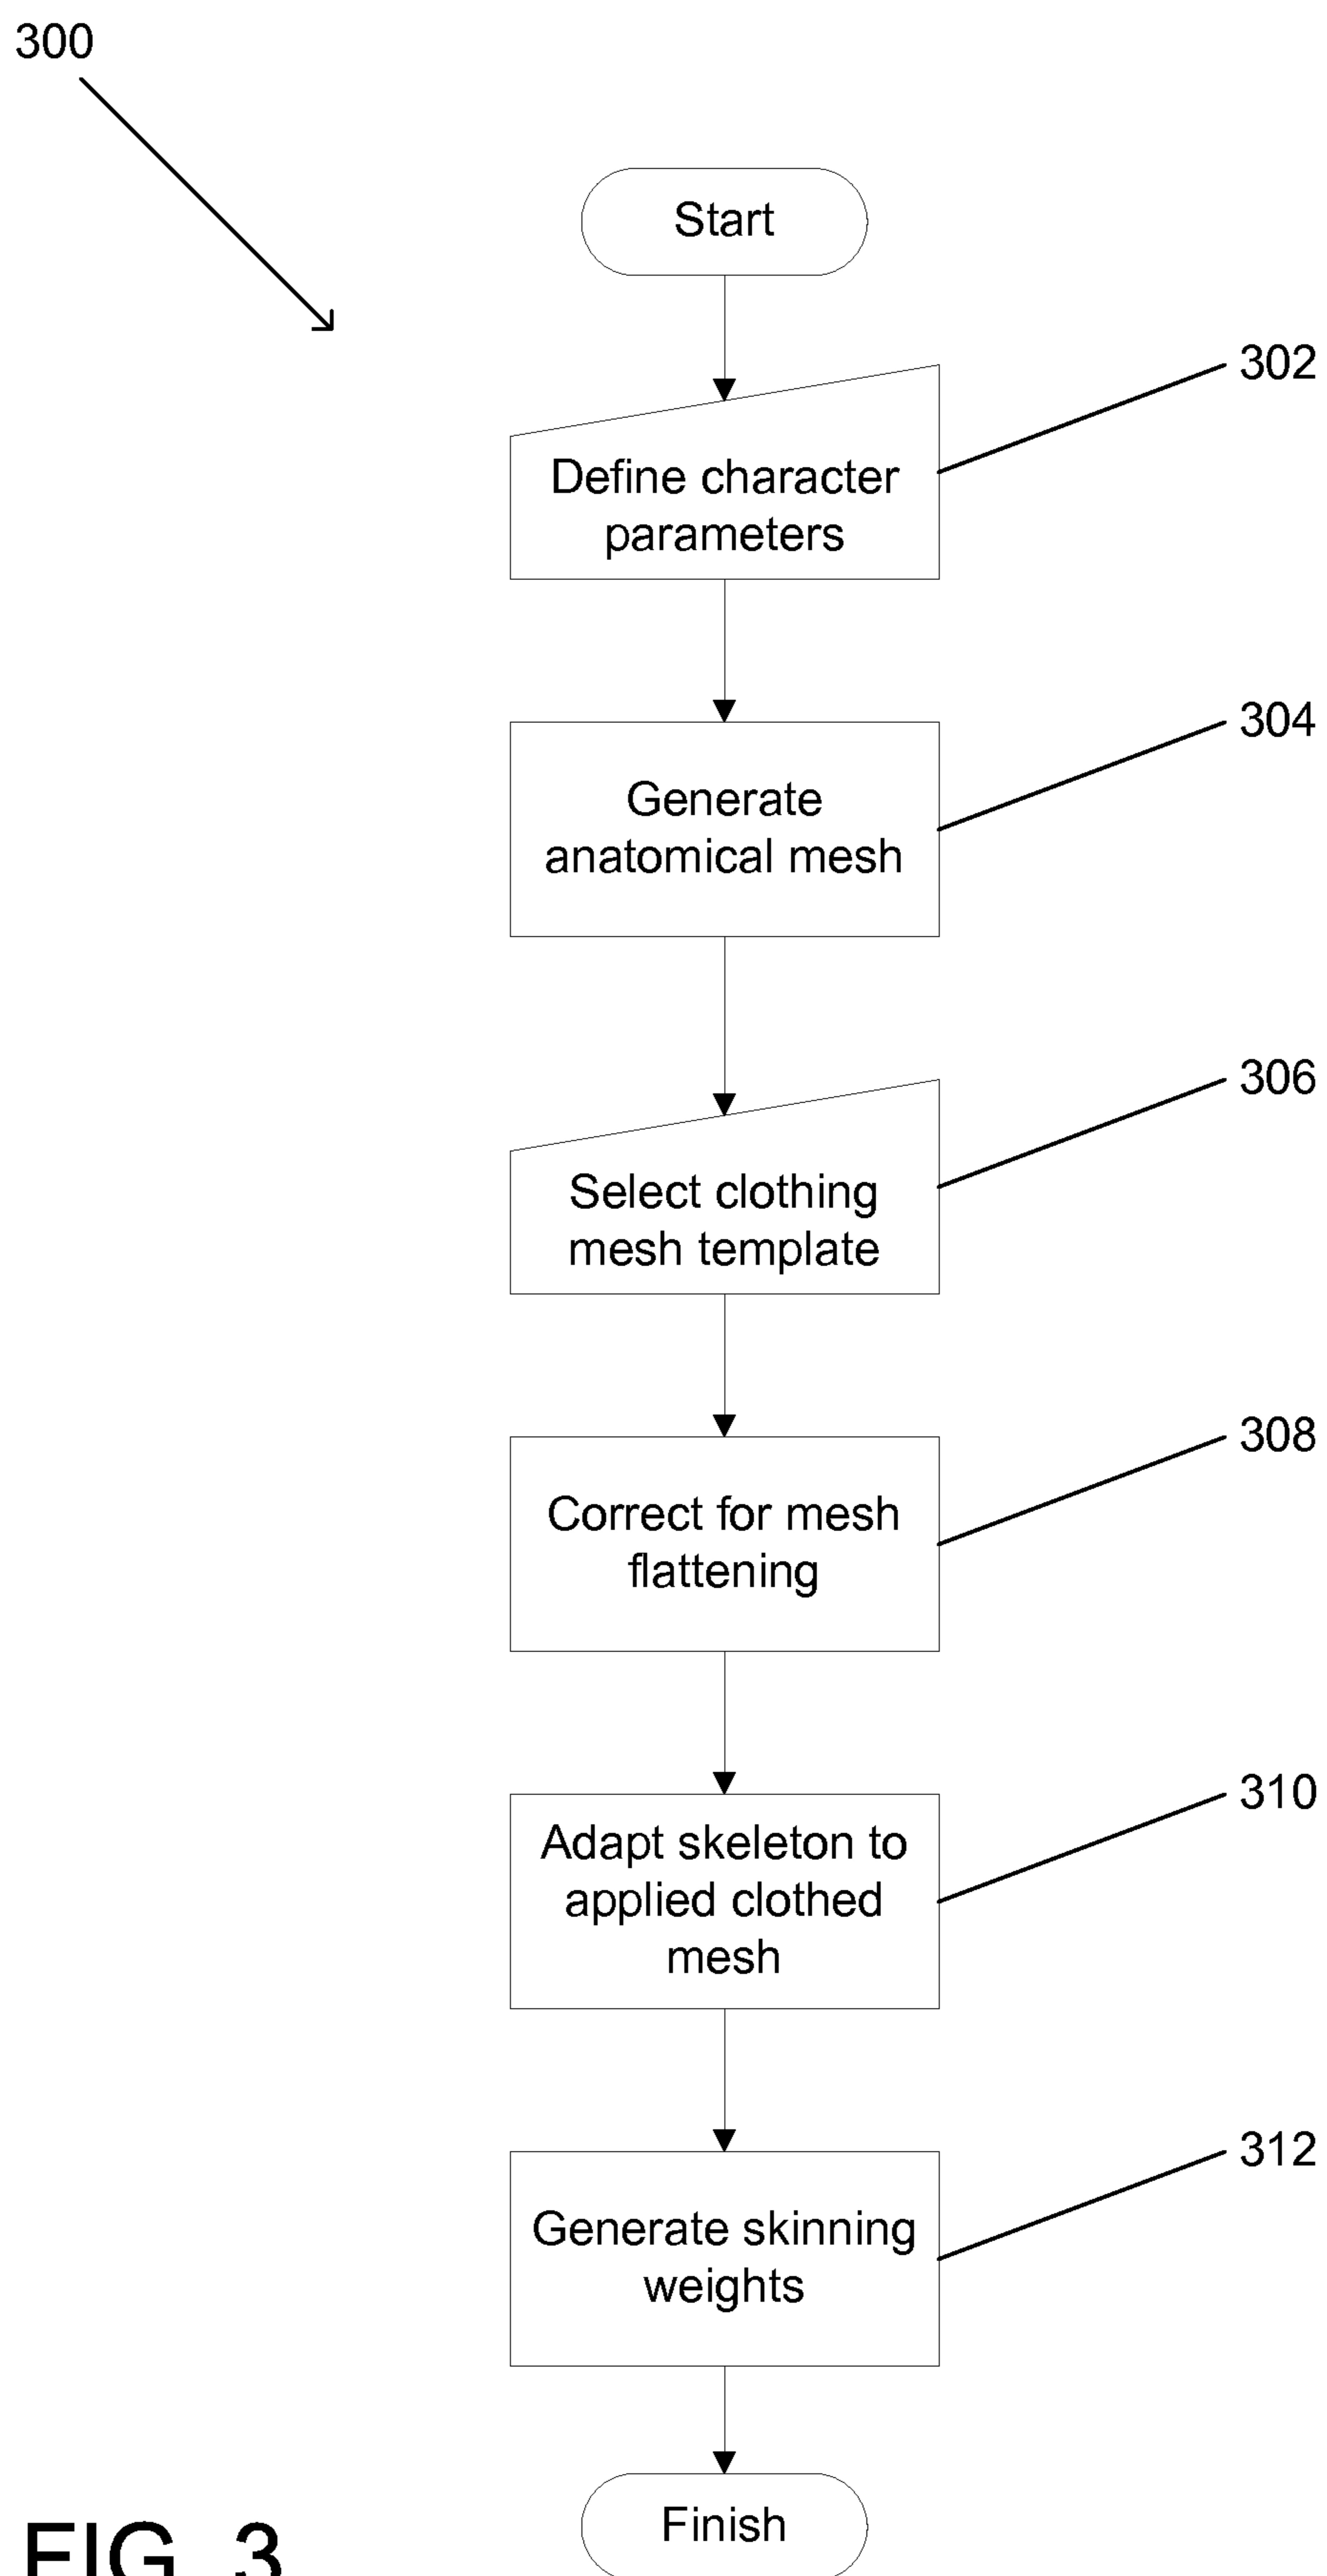 300
Start
302
Define character
parameters
304
Generate
anatomical mesh
306
Select clothing
mesh template
308
Correct for mesh
flattening
310
Adapt skeleton to
applied clothed
mesh
312
Generate skinning
weights
Finish
FIG. 3